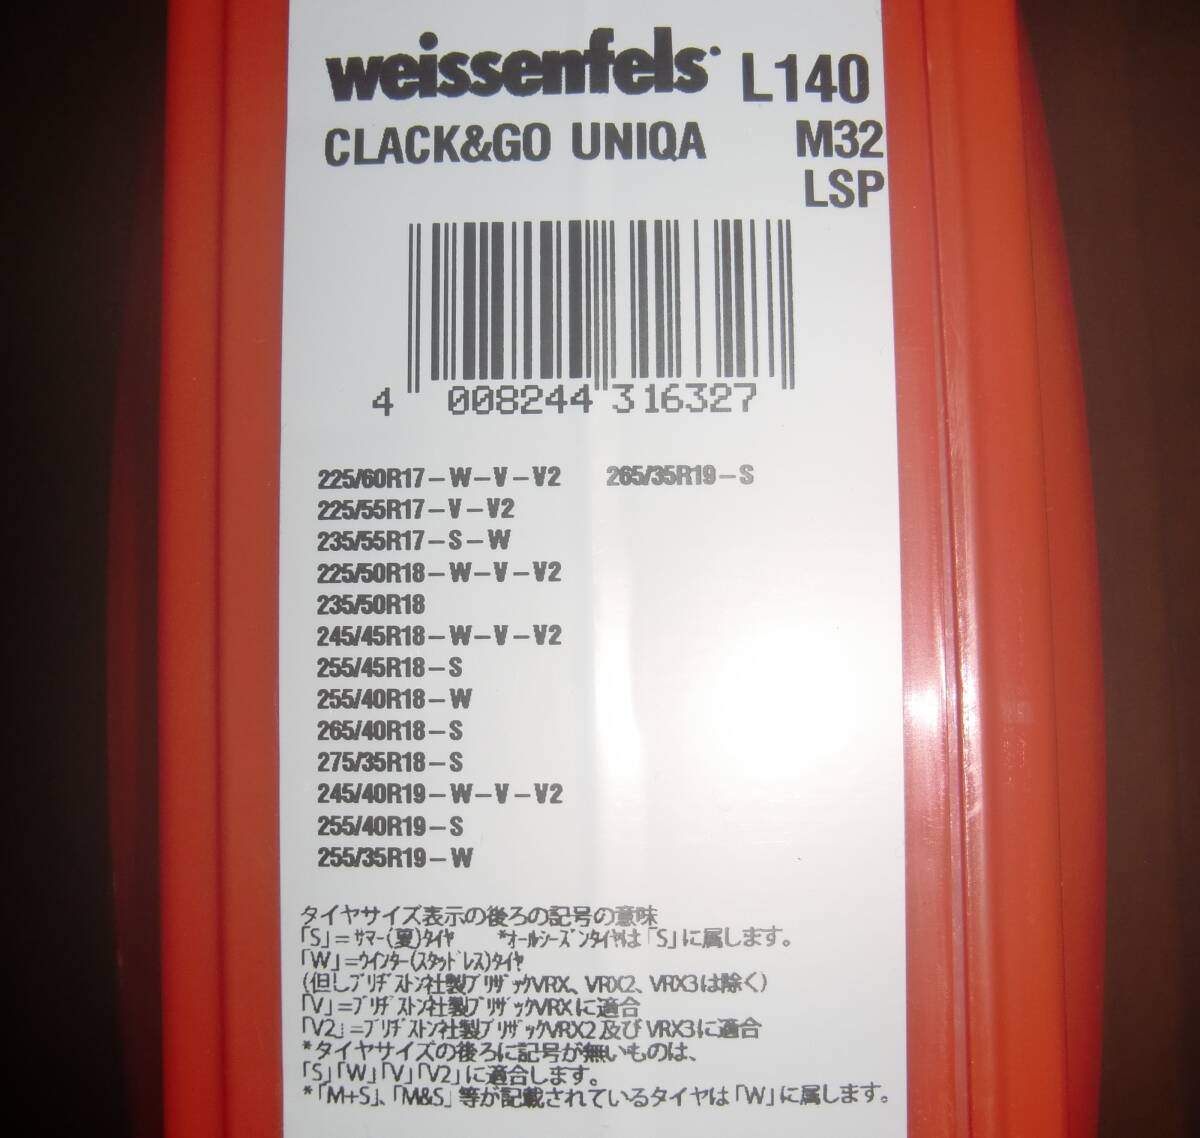 weissenfels
L140
CLACK&GO UNIQA
M32
LSP
4 008244 316327
225/60R17-W-V-V2
225/55R17-V-V2
235/55R17-S-W
225/50R18-W-V-V2
235/50R18
245/45R18-W-V-V2
255/45R18-S
255/40R18-W
265/40R18-S
275/35R18-S
245/40R19-W-V-V2
255/40R19-S
255/35R19-W
265/35R19-S
タイヤサイズ表示の後ろの記号の意味
「S」=ｻﾏｰ(夏)ﾀｲﾔ *ｵｰﾙｼｰｽﾞﾝﾀｲﾔは「S」に属します。
「W」=ｳｲﾝﾀｰ(ｽﾀｯﾄﾞﾚｽ)ﾀｲﾔ
(但しﾌﾞﾘﾁﾞｽﾄﾝ社製ﾌﾞﾘｻﾞｯｸVRX、VRX2、VRX3は除く)
「V」=ﾌﾞﾘﾁﾞｽﾄﾝ社製ﾌﾞﾘｻﾞｯｸVRXに適合
「V2」=ﾌﾞﾘﾁﾞｽﾄﾝ社製ﾌﾞﾘｻﾞｯｸVRX2及びVRX3に適合
*タイヤサイズの後ろに記号が無いものは、
「S」「W」「V」「V2」に適合します。
*「M+S」、「M&S」等が記載されているタイヤは「W」に属します。